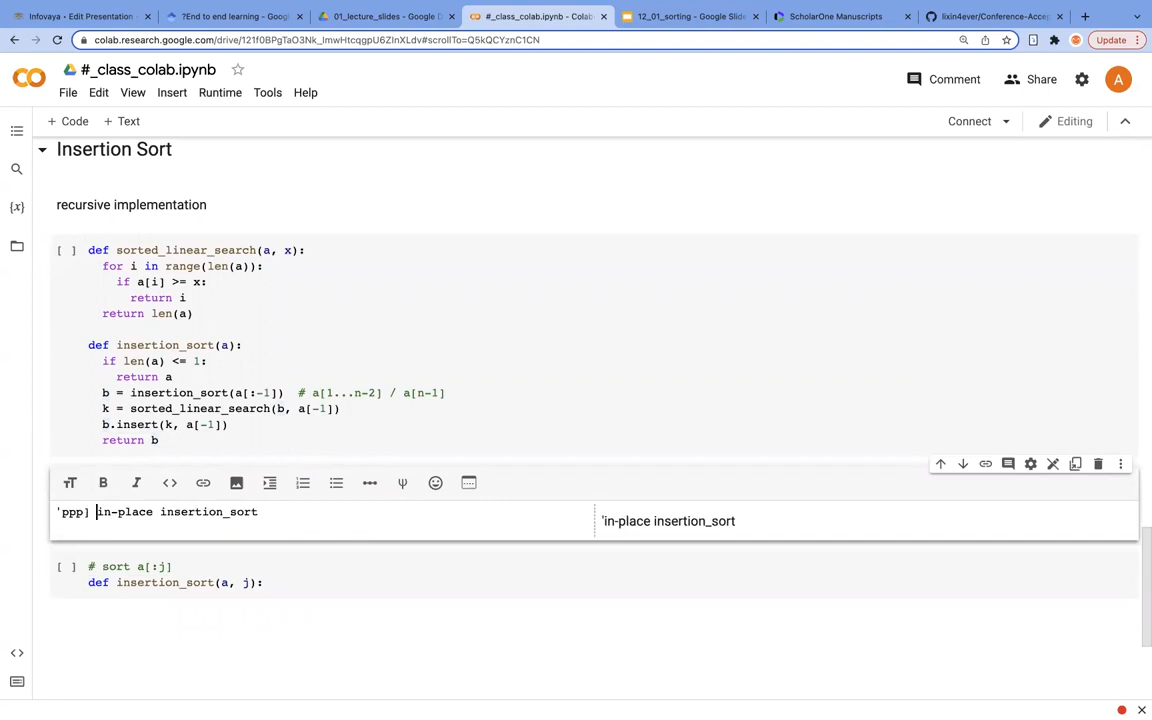 Infovaya - Edit Presentation
?End to end learning - Googl
01_lecture_slides - Google D
#_class_colab.ipynb - Colab
12_01_sorting - Google Slide
ScholarOne Manuscripts
lixin4ever/Conference-Accep
colab.research.google.com/drive/121f0BPgTaO3Nk_ImwHtcqgpU6ZInXLdv#scrollTo=Q5kQCYznC1CN
Update
#_class_colab.ipynb
Comment
Share
A
File Edit View Insert Runtime Tools Help
+ Code + Text
Connect
Editing
Insertion Sort
recursive implementation
[ ] def sorted_linear_search(a, x):
for i in range(len(a)):
if a[i] >= x:
return i
return len(a)
def insertion_sort(a):
if len(a) <= 1:
return a
b = insertion_sort(a[:-1]) # a[1...n-2] / a[n-1]
k = sorted_linear_search(b, a[-1])
b.insert(k, a[-1])
return b
'ppp] in-place insertion_sort
'in-place insertion_sort
[ ] # sort a[:j]
def insertion_sort(a, j):